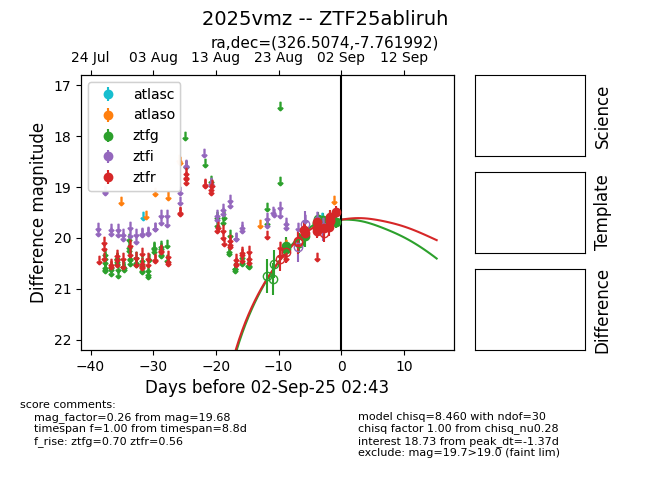 2025vmz -- ZTF25abliruh
ra,dec=(326.5074,-7.761992)
24 Jul 03 Aug 13 Aug 23 Aug 02 Sep 12 Sep
17
18
19
20
21
22
Difference magnitude
atlasc
atlaso
ztfg
ztfi
ztfr
−40 −30 −20 −10 0 10
Days before 02-Sep-25 02:43
Science
Template
Difference
score comments:
mag_factor=0.26 from mag=19.68
timespan f=1.00 from timespan=8.8d
f_rise: ztfg=0.70 ztfr=0.56
model chisq=8.460 with ndof=30
chisq factor 1.00 from chisq_nu0.28
interest 18.73 from peak_dt=-1.37d
exclude: mag=19.7>19.0 (faint lim)